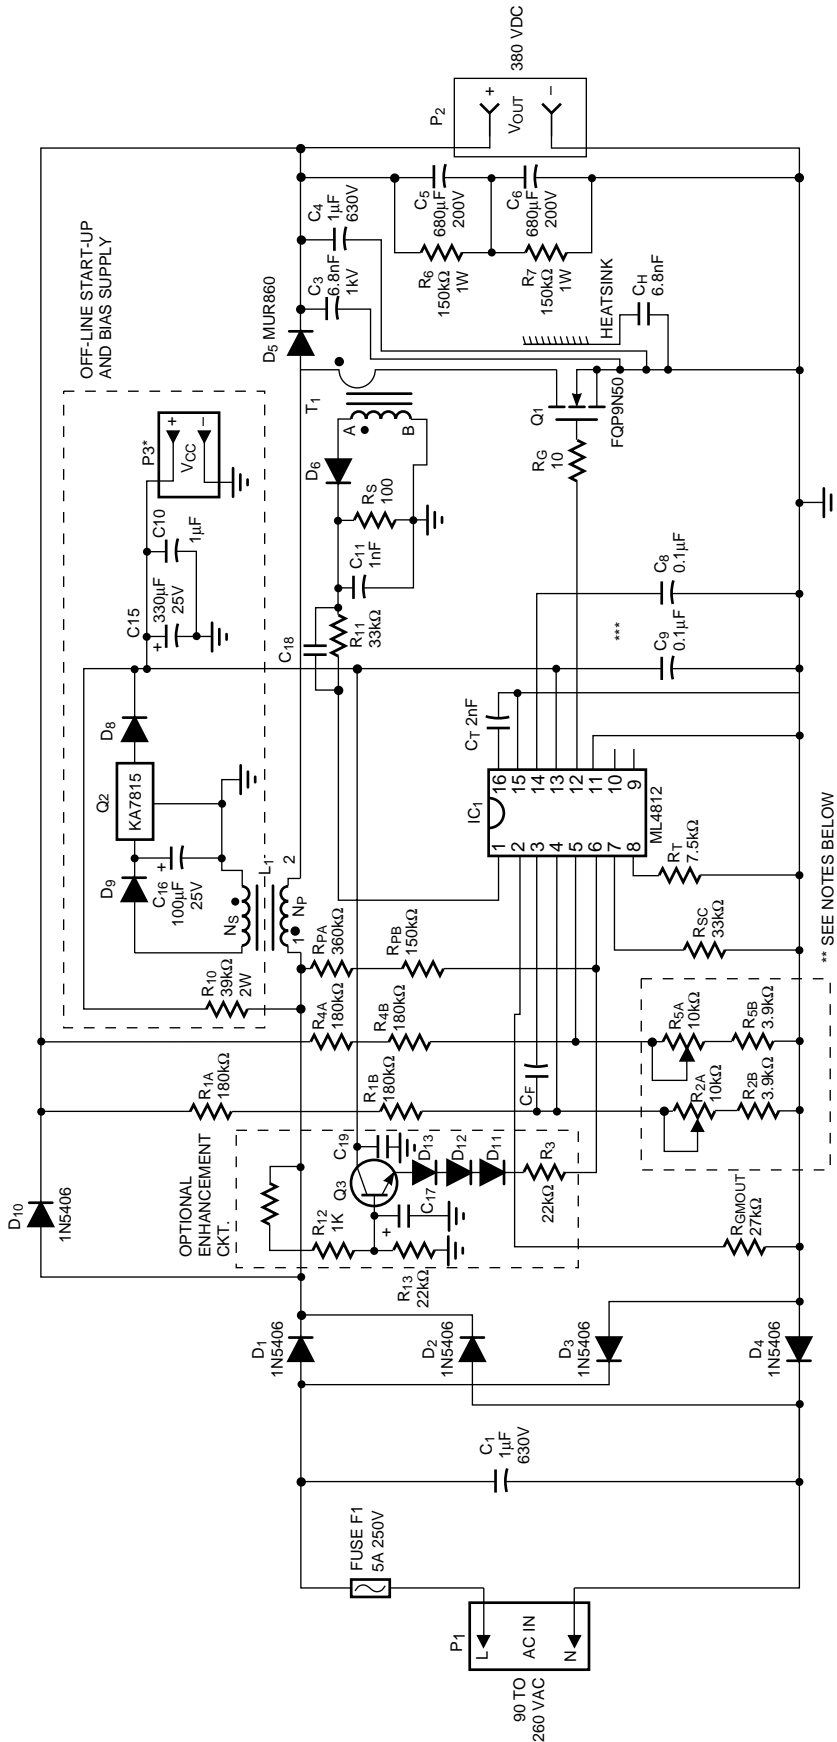 90 TO
260 VAC
P1
L
AC IN
N
FUSE F1
5A 250V
C1
1µF
630V
D1
1N5406
D2
1N5406
D3
1N5406
D4
1N5406
D10
1N5406
OPTIONAL
ENHANCEMENT
CKT.
R12
1K
R13
22kΩ
Q3
C19
C17
D13
D12
D11
R3
22kΩ
RGMOUT
27kΩ
R1A
180kΩ
R1B
180kΩ
CF
R2A
10kΩ
R2B
3.9kΩ
R4A
180kΩ
R4B
180kΩ
R5A
10kΩ
R5B
3.9kΩ
** SEE NOTES BELOW
RPA
360kΩ
RPB
150kΩ
RSC
33kΩ
RT
7.5kΩ
R10
39kΩ
2W
OFF-LINE START-UP
AND BIAS SUPPLY
NS
L1
1
NP
2
D9
C16
100µF
25V
+
Q2
KA7815
D8
C15
330µF
25V
+
C10
1µF
P3*
VCC
+
−
IC1
ML4812
1
2
3
4
5
6
7
8
16
15
14
13
12
11
10
9
CT 2nF
C18
R11
33kΩ
C11
1nF
RS
100
D6
T1
A
B
C9
0.1µF
***
C8
0.1µF
RG
10
Q1
FQP9N50
D5 MUR860
C3
6.8nF
1kV
C4
1µF
630V
HEATSINK
CH
6.8nF
R6
150kΩ
1W
R7
150kΩ
1W
C5
680µF
200V
C6
680µF
200V
P2
+
VOUT
−
380 VDC